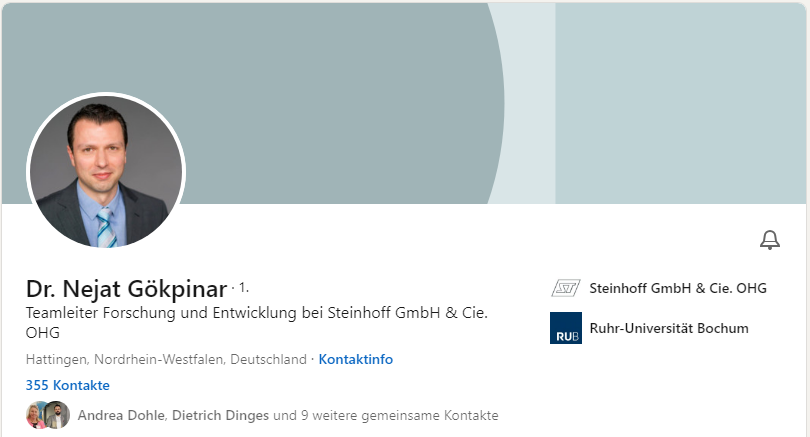 Dr. Nejat Gökpinar · 1.
Teamleiter Forschung und Entwicklung bei Steinhoff GmbH & Cie.
OHG
Hattingen, Nordrhein-Westfalen, Deutschland · Kontaktinfo
355 Kontakte
Andrea Dohle, Dietrich Dinges und 9 weitere gemeinsame Kontakte
ST
Steinhoff GmbH & Cie. OHG
RUB
Ruhr-Universität Bochum